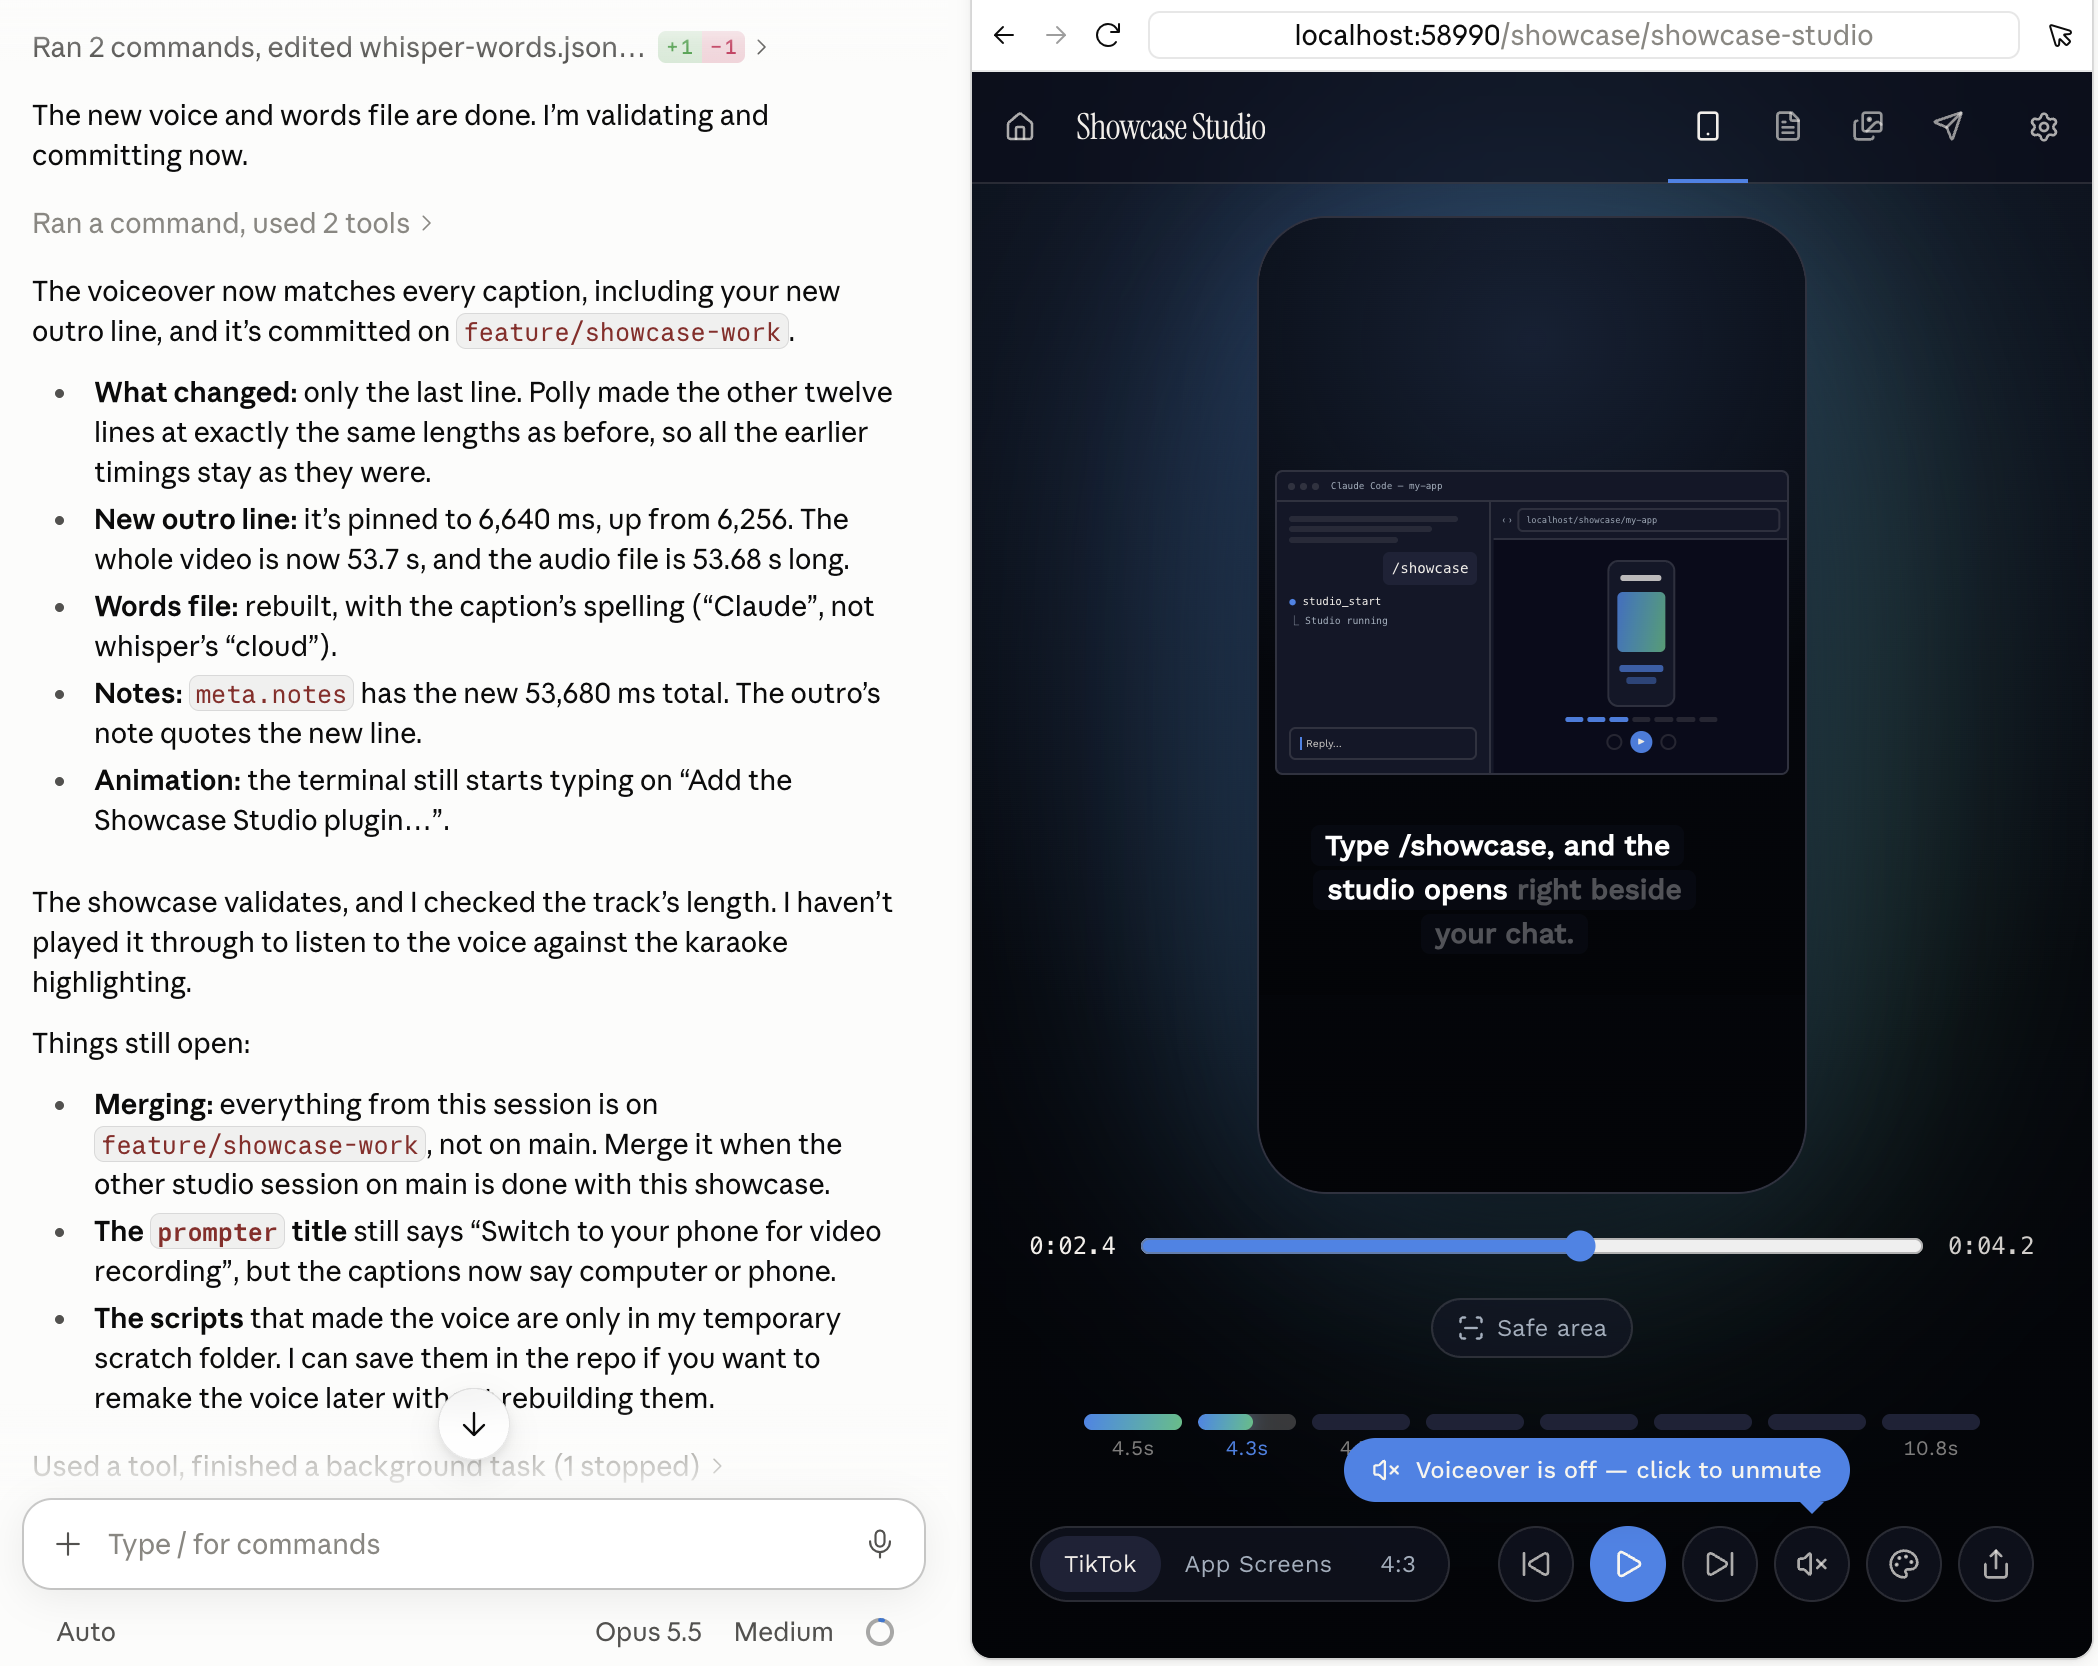 Ran 2 commands, edited whisper-words.json… +1 -1
The new voice and words file are done. I’m validating and
committing now.
Ran a command, used 2 tools
The voiceover now matches every caption, including your new
outro line, and it’s committed on feature/showcase-work.
What changed: only the last line. Polly made the other twelve
lines at exactly the same lengths as before, so all the earlier
timings stay as they were.
New outro line: it’s pinned to 6,640 ms, up from 6,256. The
whole video is now 53.7 s, and the audio file is 53.68 s long.
Words file: rebuilt, with the caption’s spelling (“Claude”, not
whisper’s “cloud”).
Notes: meta.notes has the new 53,680 ms total. The outro’s
note quotes the new line.
Animation: the terminal still starts typing on “Add the
Showcase Studio plugin…”.
The showcase validates, and I checked the track’s length. I haven’t
played it through to listen to the voice against the karaoke
highlighting.
Things still open:
Merging: everything from this session is on
feature/showcase-work, not on main. Merge it when the
other studio session on main is done with this showcase.
The prompter title still says “Switch to your phone for video
recording”, but the captions now say computer or phone.
The scripts that made the voice are only in my temporary
scratch folder. I can save them in the repo if you want to
remake the voice later rebuilding them.
Used a tool, finished a background task (1 stopped)
Type / for commands
Auto
Opus 5.5
Medium
localhost:58990/showcase/showcase-studio
Showcase Studio
Claude Code — my-app
localhost/showcase/my-app
/showcase
studio_start
Studio running
Reply...
Type /showcase, and the
studio opens right beside
your chat.
0:02.4
0:04.2
Safe area
4.5s
4.3s
10.8s
Voiceover is off — click to unmute
TikTok
App Screens
4:3